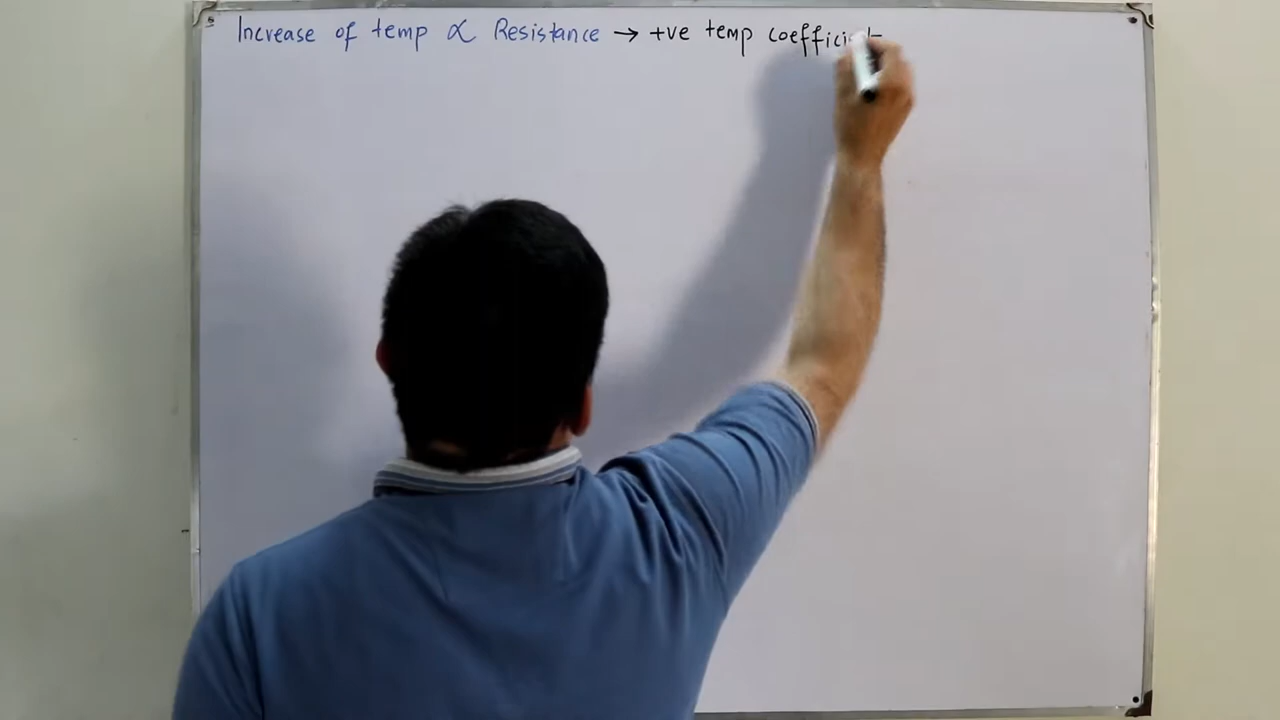 Increase of temp ∝ Resistance → +ve temp coefficient